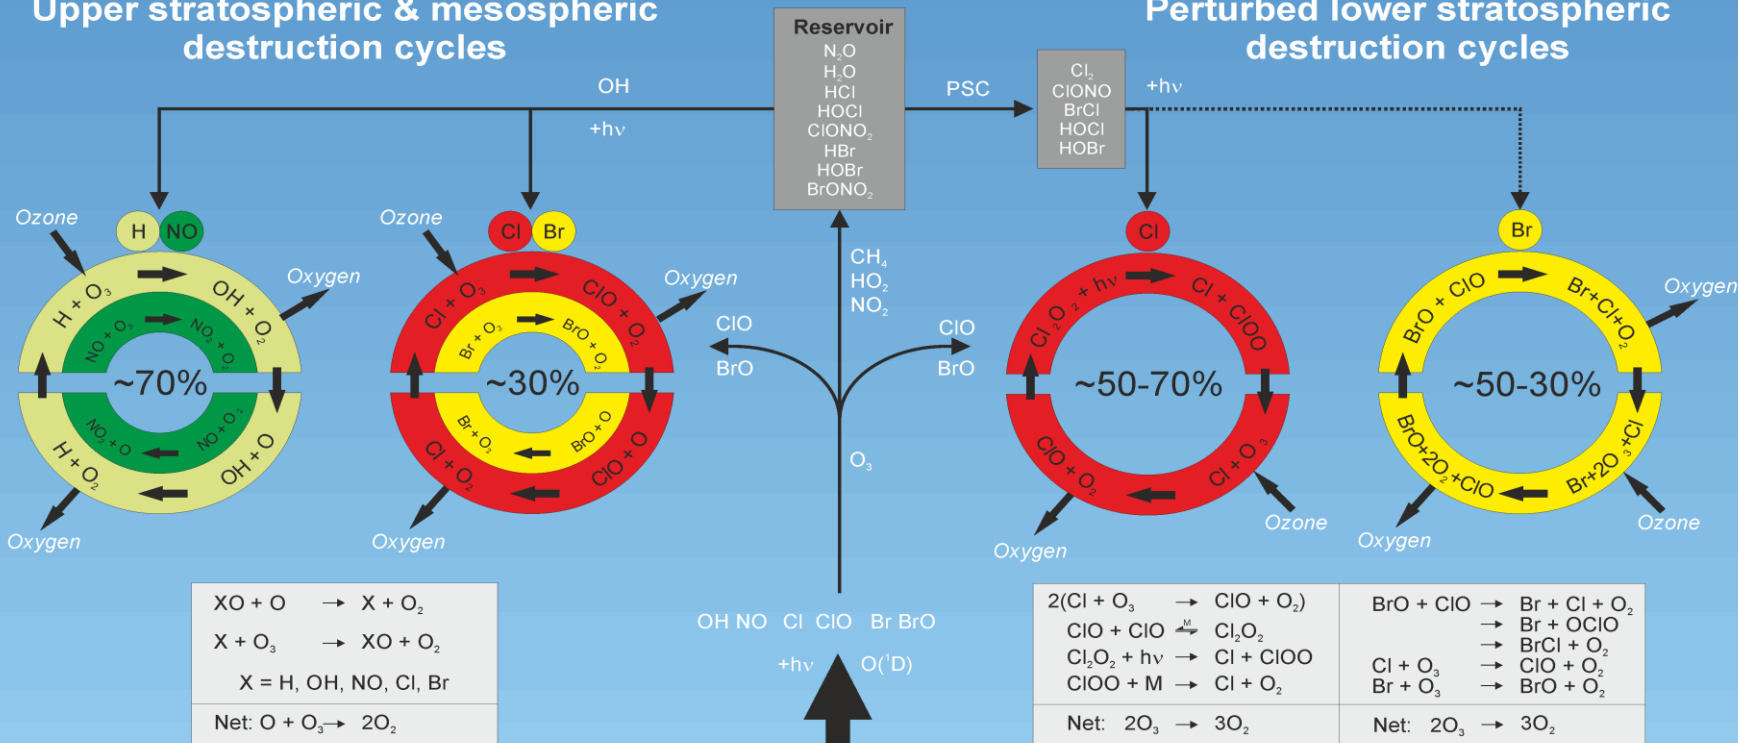 Upper stratospheric & mesospheric
destruction cycles
Perturbed lower stratospheric
destruction cycles
Reservoir
N₂O
H₂O
HCl
HOCl
ClONO₂
HBr
HOBr
BrONO₂
OH
+hν
PSC
Cl₂
ClONO
BrCl
HOCl
HOBr
+hν
Ozone
H
NO
H + O₃
OH + O₂
Oxygen
NO + O₃
NO₂ + O₂
~70%
NO₂ + O
NO + O₂
H + O₂
OH + O
Oxygen
Ozone
Cl
Br
Cl + O₃
ClO + O₂
Oxygen
Br + O₃
BrO + O₂
~30%
Br + O₂
BrO + O
Cl + O₂
ClO + O
Oxygen
CH₄
HO₂
NO₂
ClO
BrO
ClO
BrO
O₃
OH NO Cl ClO Br BrO
+hν
O(¹D)
Cl
Cl₂O₂ + hν
Cl + ClOO
~50-70%
ClO + O₂
Cl + O₃
Oxygen
Ozone
Br
BrO + ClO
Br+Cl+O₂
Oxygen
~50-30%
BrO+2O₂+ClO
Br+2O₃+Cl
Oxygen
Ozone
XO + O → X + O₂
X + O₃ → XO + O₂
X = H, OH, NO, Cl, Br
Net: O + O₃→ 2O₂
2(Cl + O₃ → ClO + O₂)
ClO + ClO ⇌ᴹ Cl₂O₂
Cl₂O₂ + hν → Cl + ClOO
ClOO + M → Cl + O₂
Net: 2O₃ → 3O₂
BrO + ClO → Br + Cl + O₂
→ Br + OClO
→ BrCl + O₂
Cl + O₃ → ClO + O₂
Br + O₃ → BrO + O₂
Net: 2O₃ → 3O₂